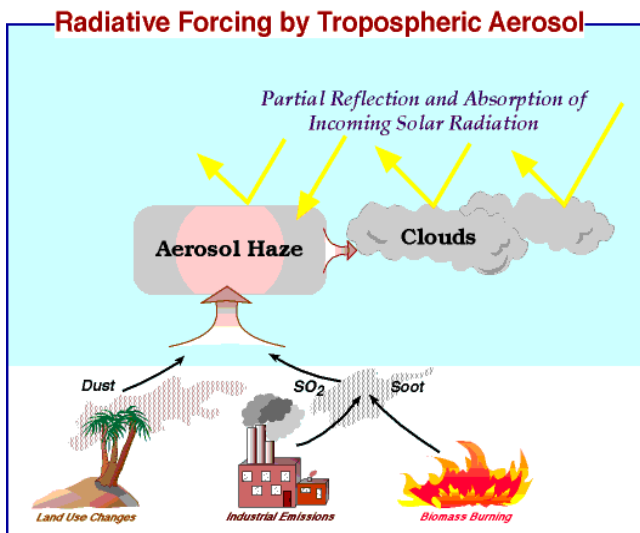 Radiative Forcing by Tropospheric Aerosol
Partial Reflection and Absorption of
Incoming Solar Radiation
Aerosol Haze
Clouds
Dust
SO2
Soot
Land Use Changes
Industrial Emissions
Biomass Burning